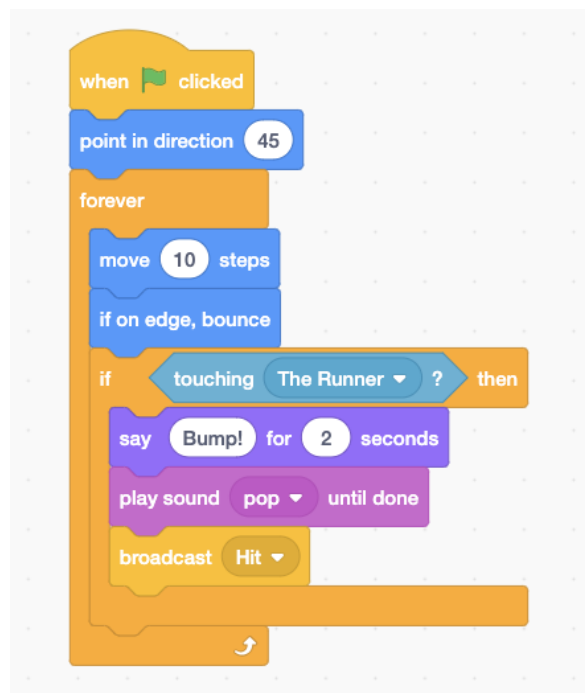 when clicked
point in direction 45
forever
move 10 steps
if on edge, bounce
if touching The Runner ? then
say Bump! for 2 seconds
play sound pop until done
broadcast Hit